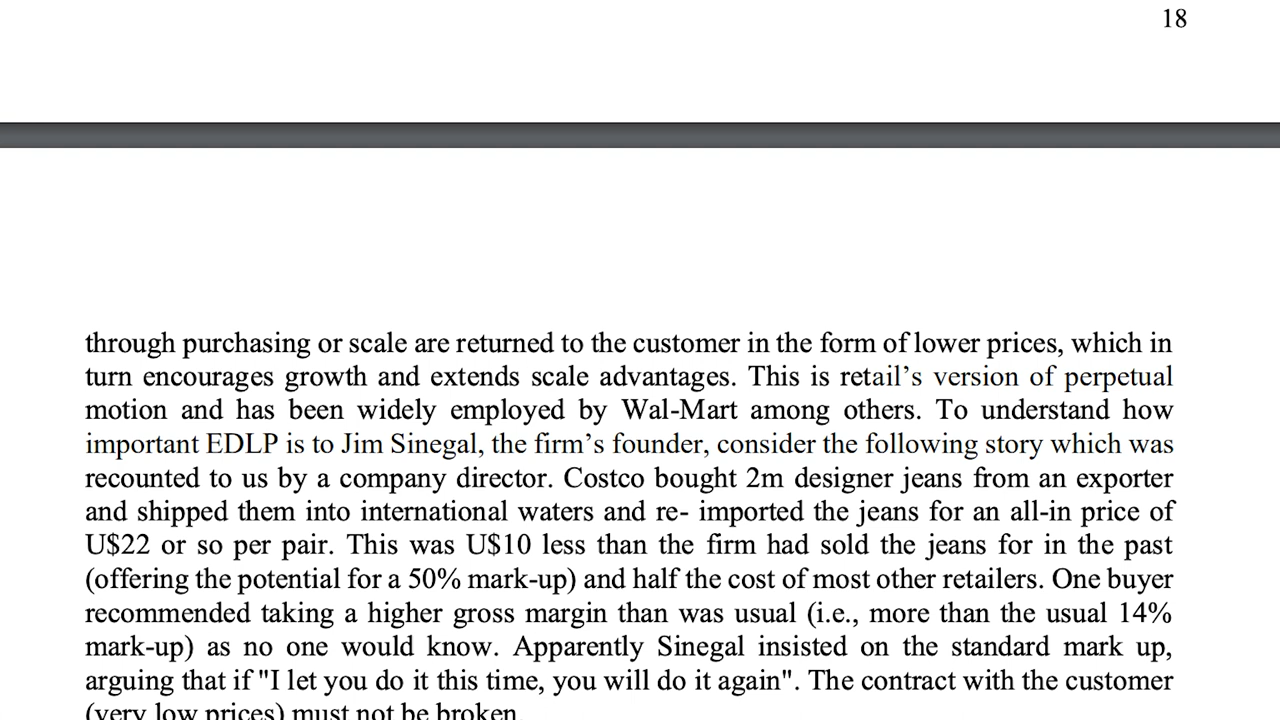 18
through purchasing or scale are returned to the customer in the form of lower prices, which in
turn encourages growth and extends scale advantages. This is retail’s version of perpetual
motion and has been widely employed by Wal-Mart among others. To understand how
important EDLP is to Jim Sinegal, the firm’s founder, consider the following story which was
recounted to us by a company director. Costco bought 2m designer jeans from an exporter
and shipped them into international waters and re- imported the jeans for an all-in price of
U$22 or so per pair. This was U$10 less than the firm had sold the jeans for in the past
(offering the potential for a 50% mark-up) and half the cost of most other retailers. One buyer
recommended taking a higher gross margin than was usual (i.e., more than the usual 14%
mark-up) as no one would know. Apparently Sinegal insisted on the standard mark up,
arguing that if "I let you do it this time, you will do it again". The contract with the customer
(very low prices) must not be broken.